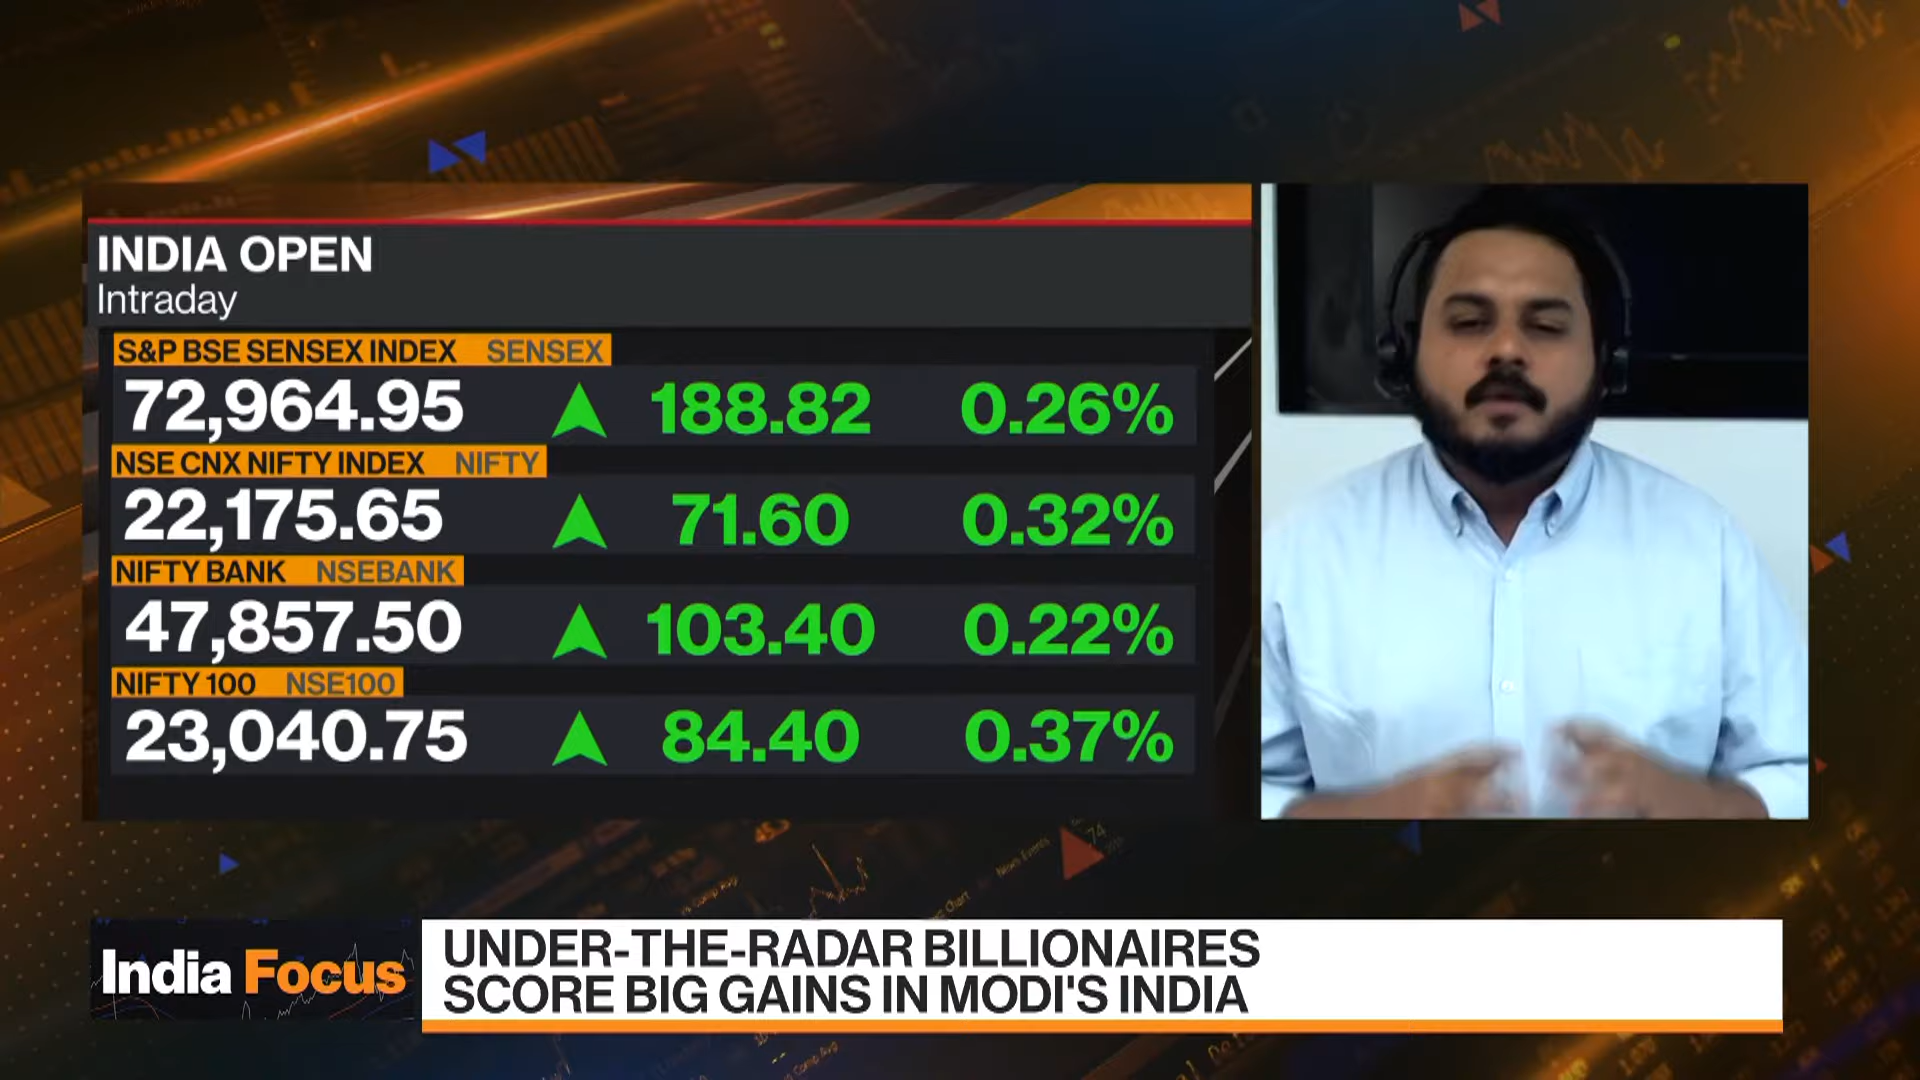 INDIA OPEN
Intraday
S&P BSE SENSEX INDEX SENSEX
72,964.95 188.82 0.26%
NSE CNX NIFTY INDEX NIFTY
22,175.65 71.60 0.32%
NIFTY BANK NSEBANK
47,857.50 103.40 0.22%
NIFTY 100 NSE100
23,040.75 84.40 0.37%
India Focus
UNDER-THE-RADAR BILLIONAIRES
SCORE BIG GAINS IN MODI'S INDIA